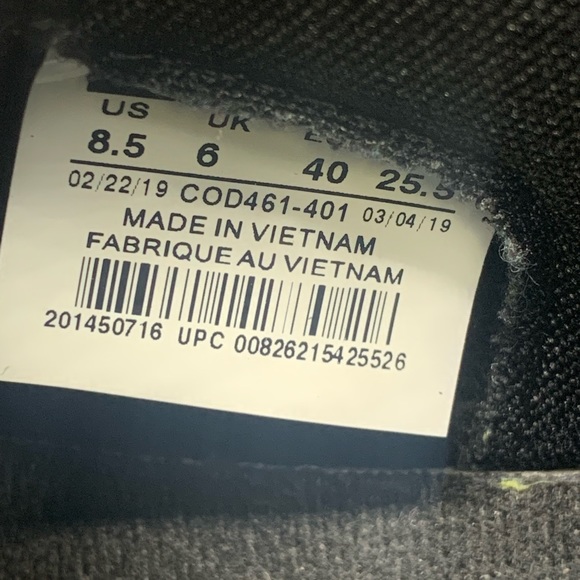 US UK
8.5 6 40 25.5
02/22/19 COD461-401 03/04/19
MADE IN VIETNAM
FABRIQUE AU VIETNAM
201450716 UPC 00826215425526